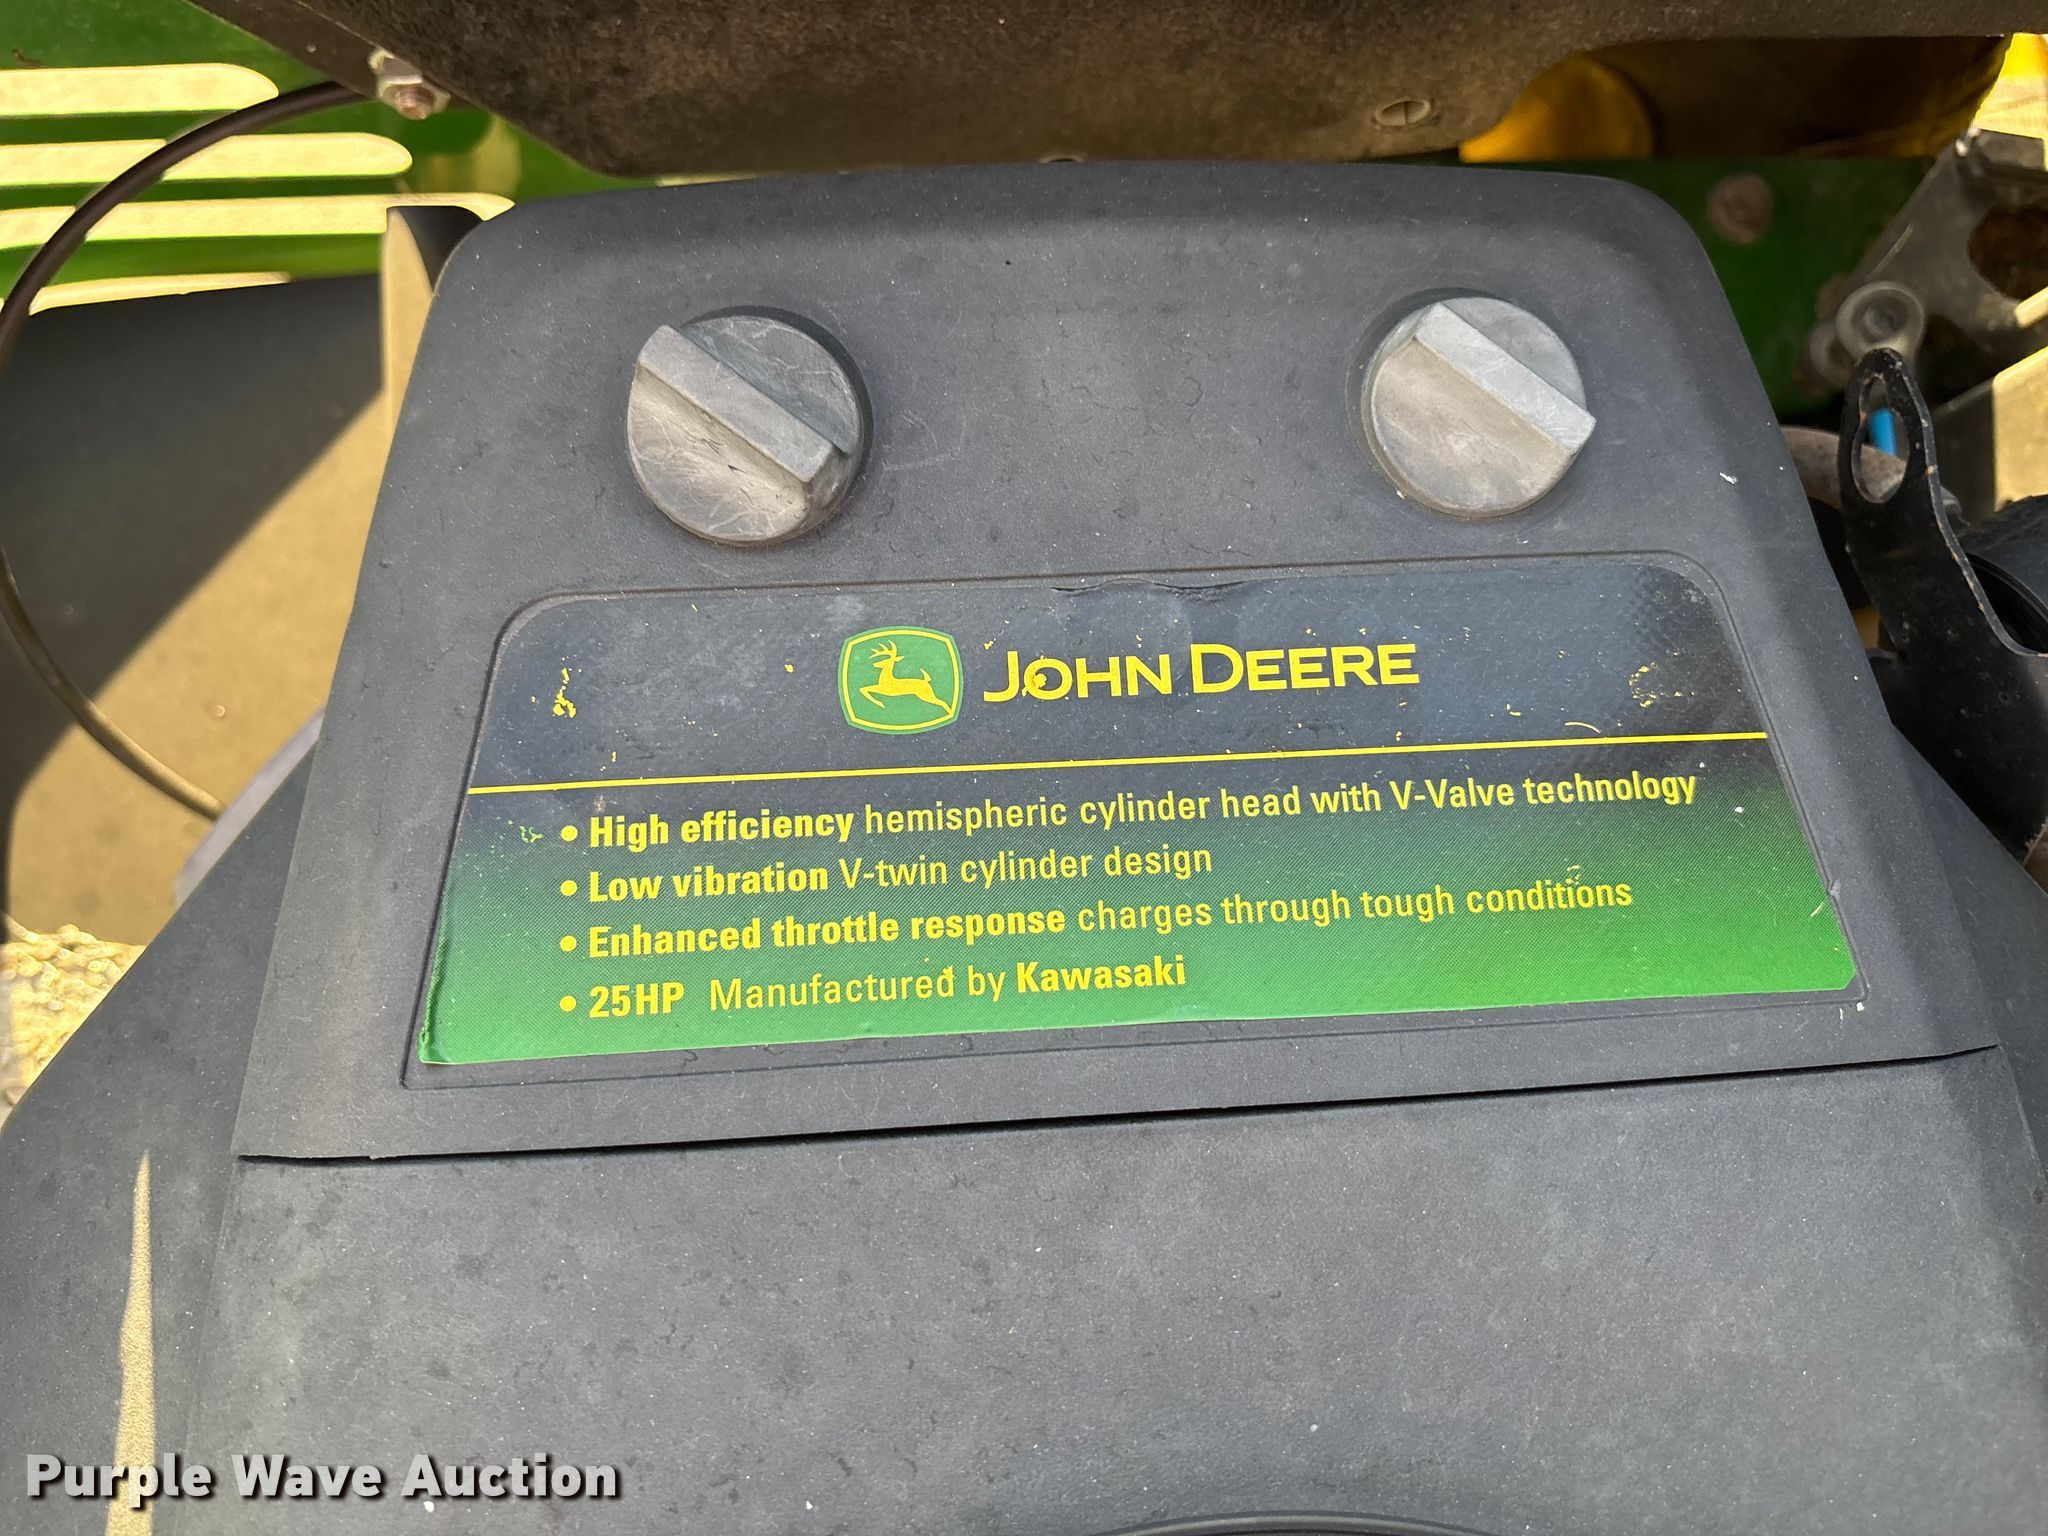 JOHN DEERE
• High efficiency hemispheric cylinder head with V-Valve technology
• Low vibration V-twin cylinder design
• Enhanced throttle response charges through tough conditions
• 25HP Manufactured by Kawasaki
Purple Wave Auction